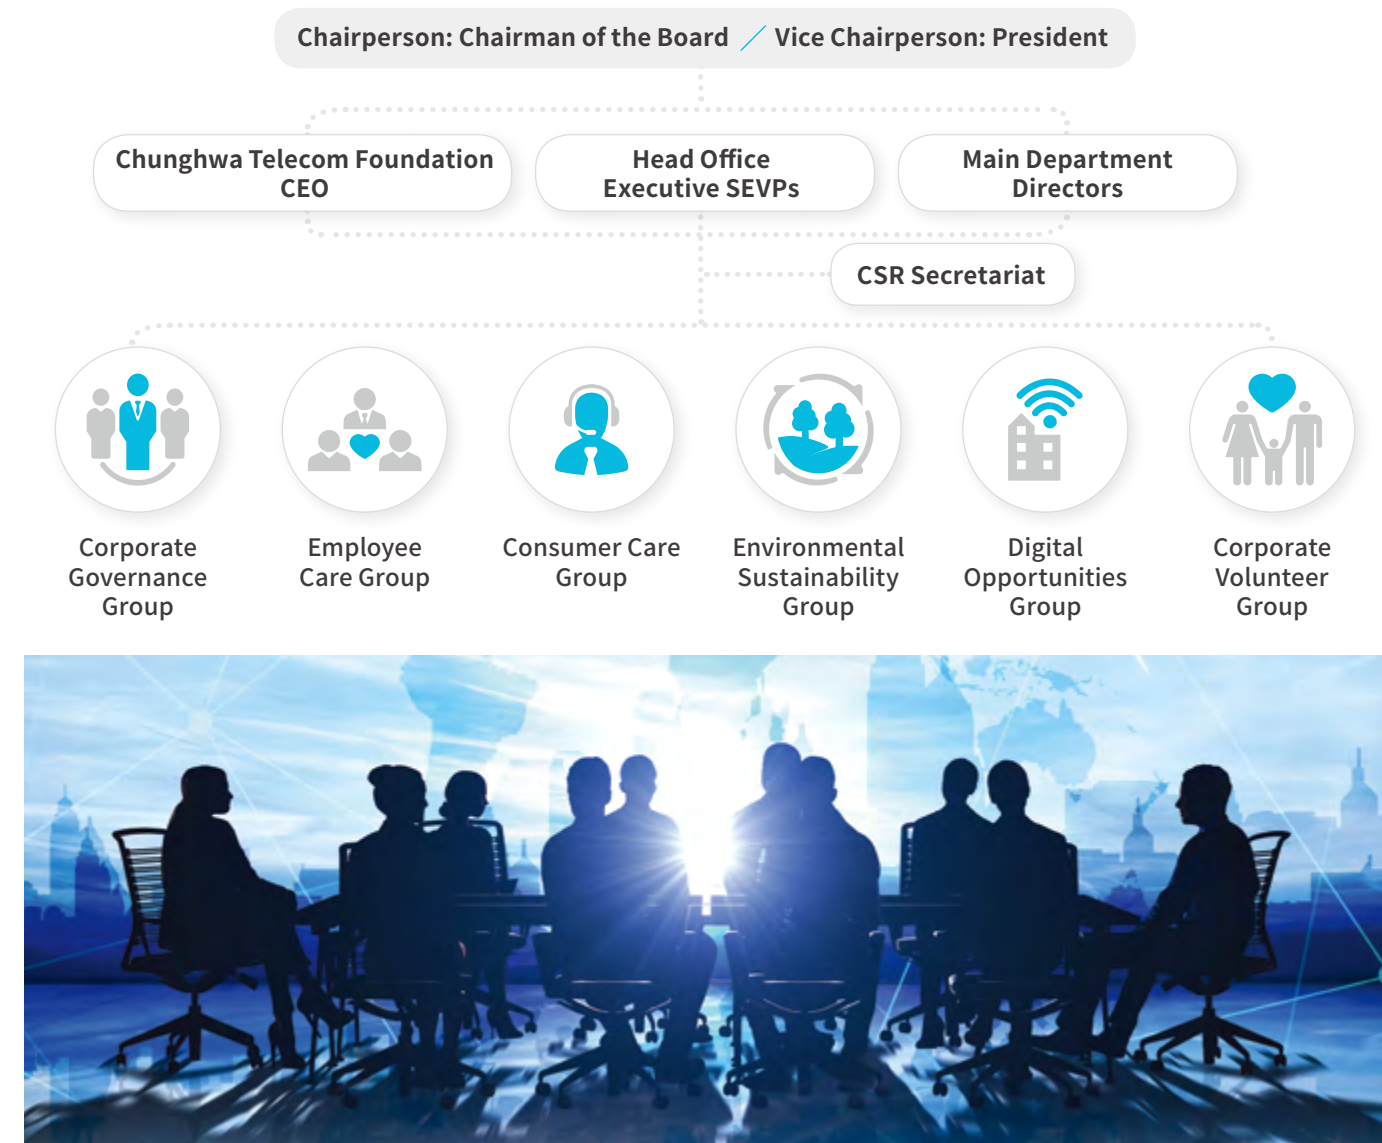 Chairperson: Chairman of the Board / Vice Chairperson: President
Chunghwa Telecom Foundation
CEO
Head Office
Executive SEVPs
Main Department
Directors
CSR Secretariat
Corporate
Governance
Group
Employee
Care Group
Consumer Care
Group
Environmental
Sustainability
Group
Digital
Opportunities
Group
Corporate
Volunteer
Group